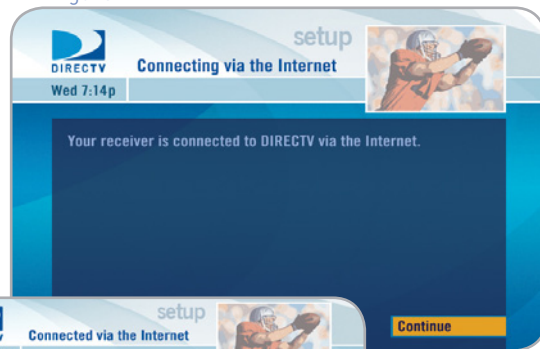 setup
DIRECTV
Connecting via the Internet
Wed 7:14p
Your receiver is connected to DIRECTV via the Internet.
Continue
setup
Connected via the Internet